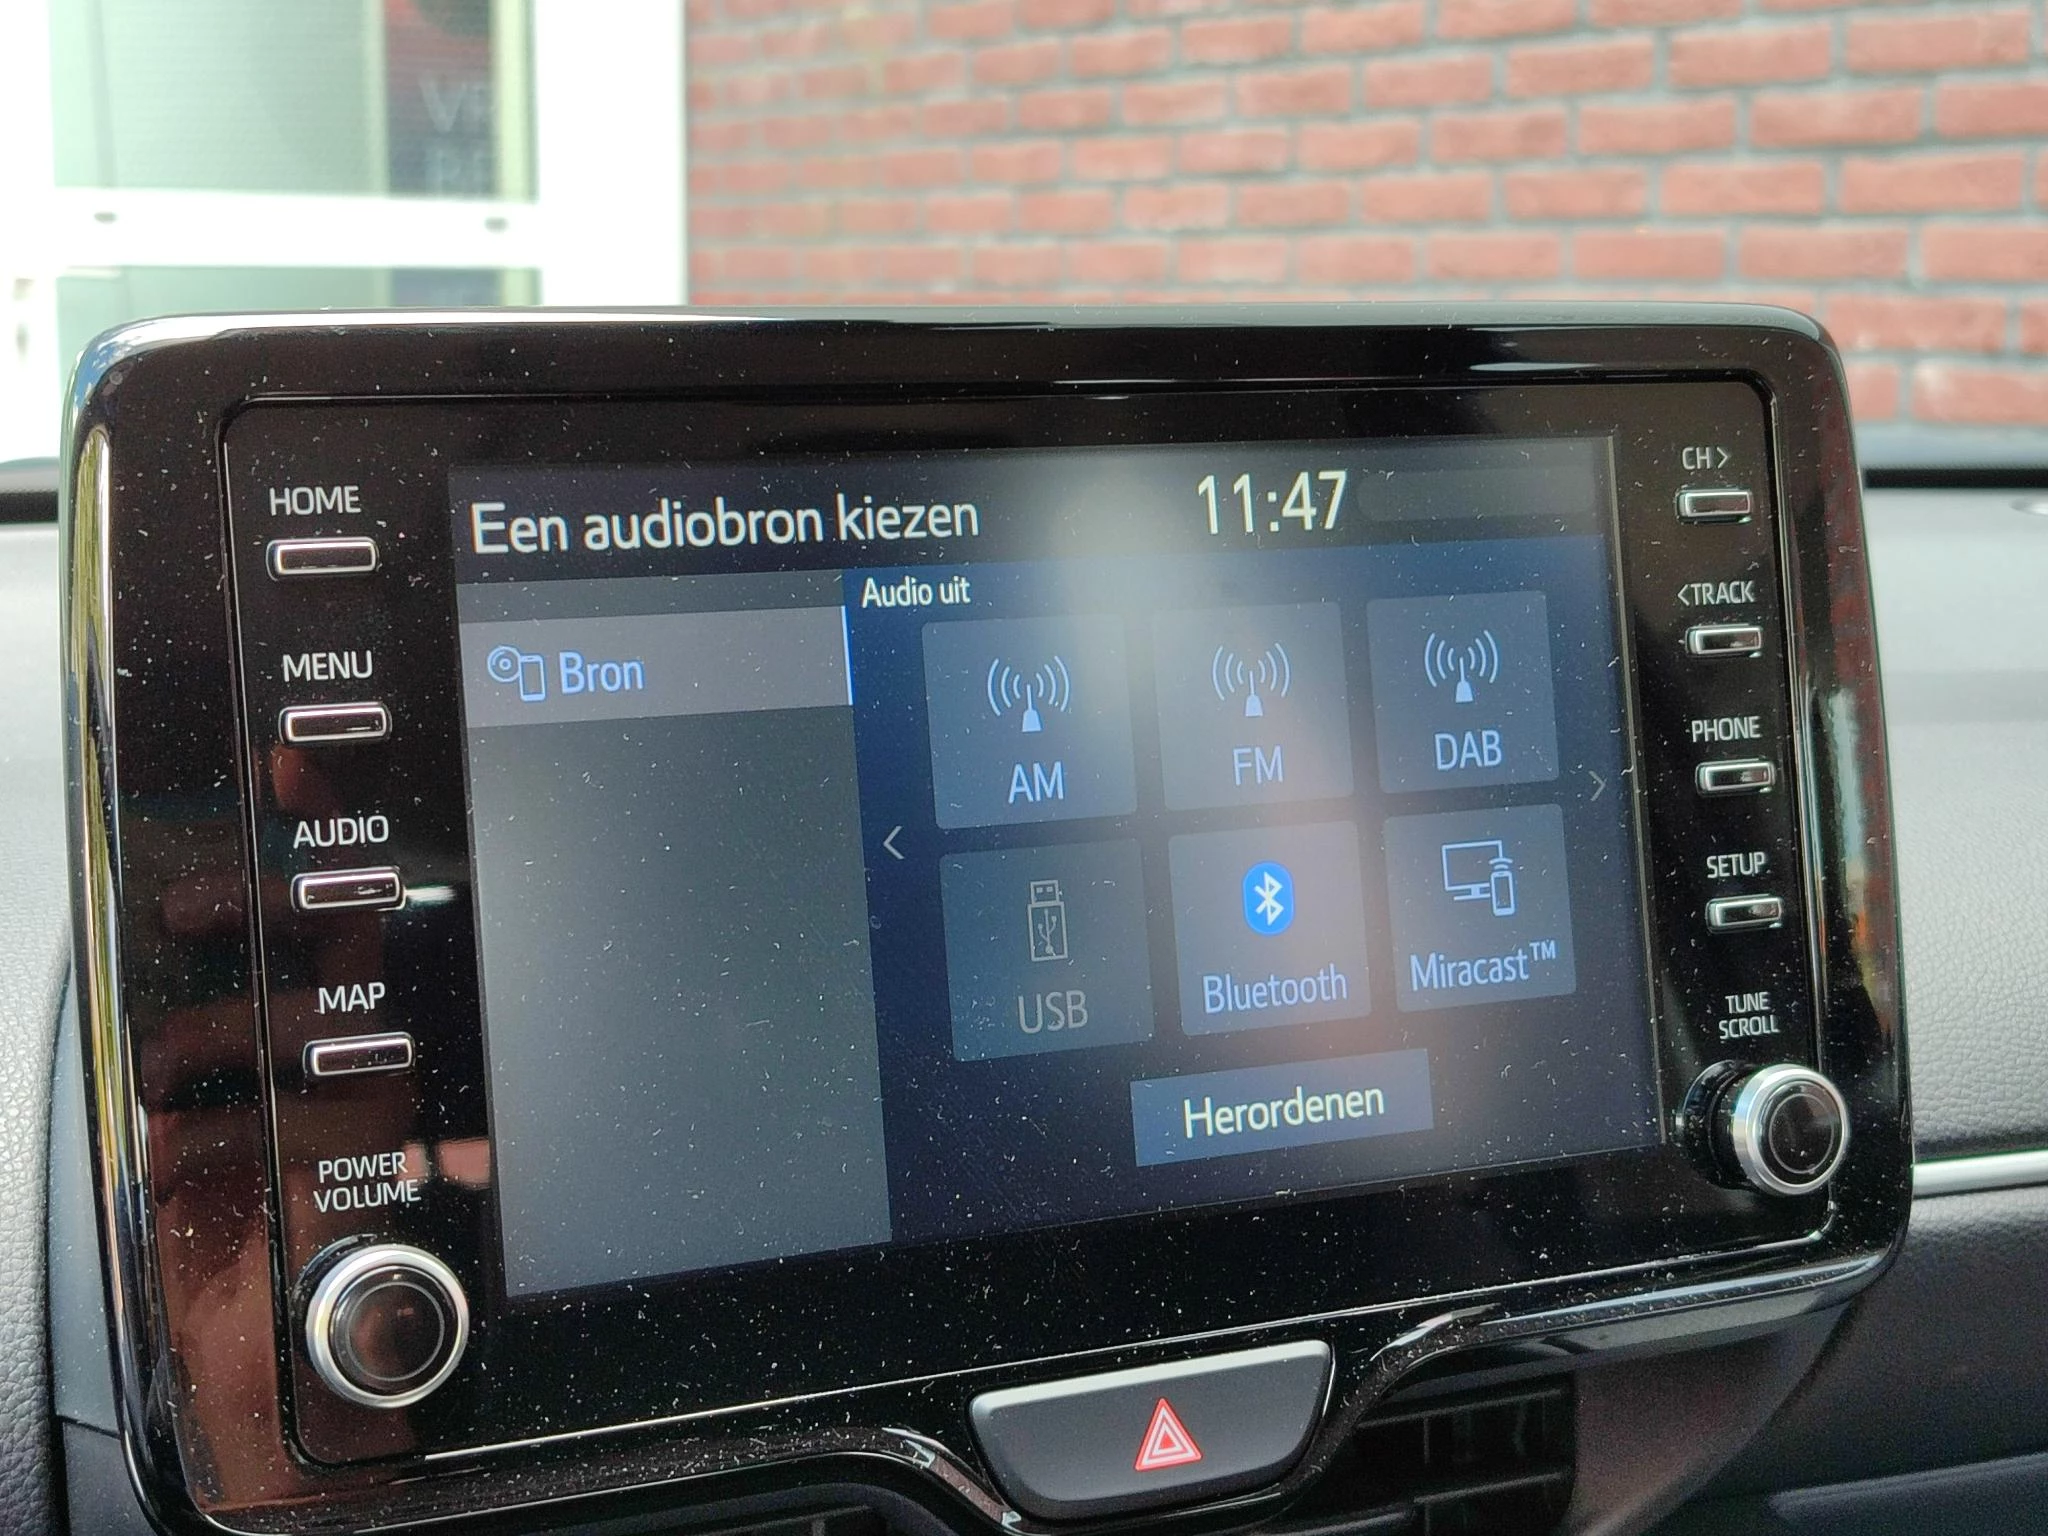 HOME
MENU
AUDIO
MAP
POWER
VOLUME
Een audiobron kiezen
11:47
Bron
Audio uit
AM
FM
DAB
USB
Bluetooth
Miracast™
Herordenen
CH>
<TRACK
PHONE
SETUP
TUNE
SCROLL